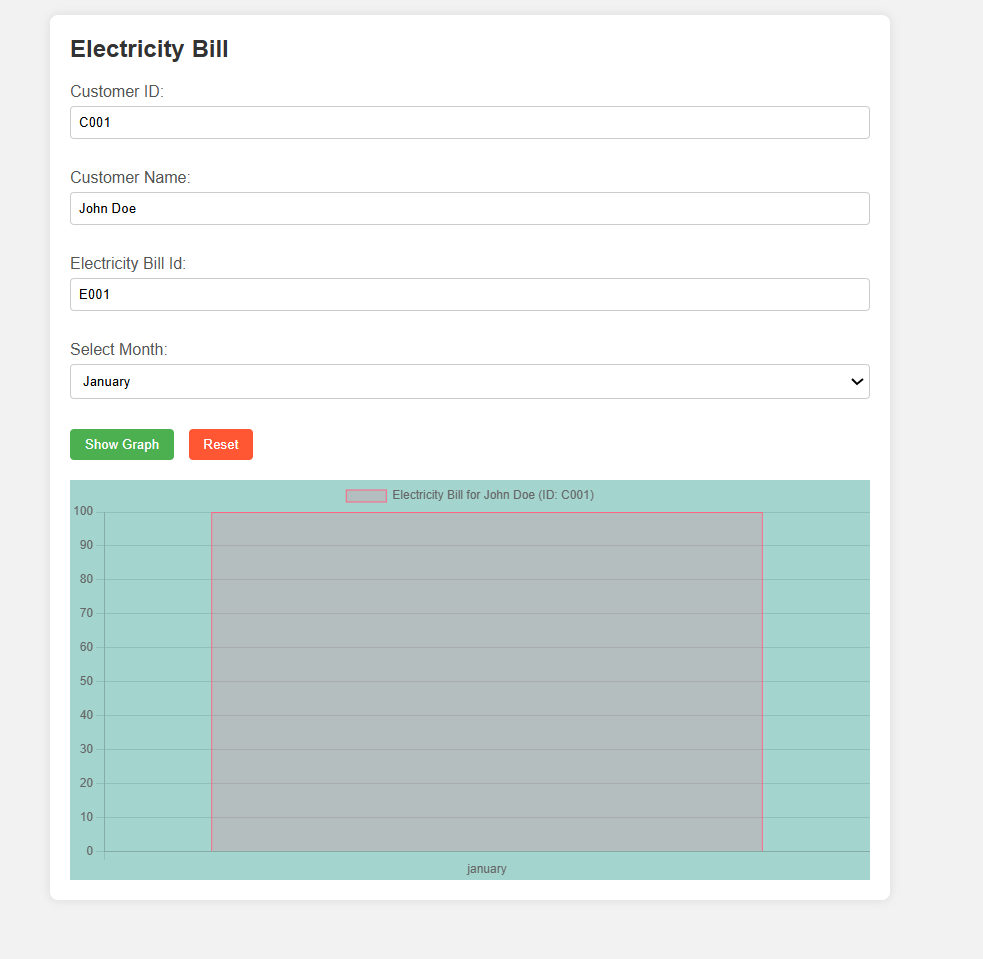 Electricity Bill
Customer ID:
C001
Customer Name:
John Doe
Electricity Bill Id:
E001
Select Month:
January
Show Graph Reset
Electricity Bill for John Doe (ID: C001)
100
90
80
70
60
50
40
30
20
10
0
january